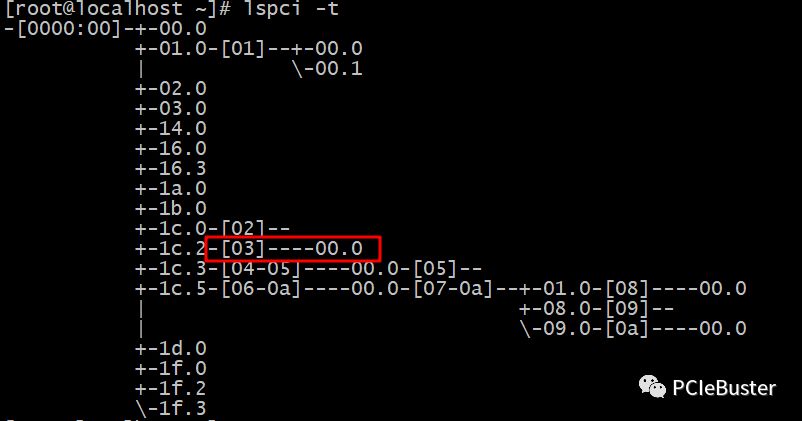 [root@localhost ~]# lspci -t
-[0000:00]-+-00.0
           +-01.0-[01]--+-00.0
           |            \-00.1
           +-02.0
           +-03.0
           +-14.0
           +-16.0
           +-16.3
           +-1a.0
           +-1b.0
           +-1c.0-[02]--
           +-1c.2-[03]----00.0
           +-1c.3-[04-05]----00.0-[05]--
           +-1c.5-[06-0a]----00.0-[07-0a]--+-01.0-[08]----00.0
           |                               +-08.0-[09]--
           |                               \-09.0-[0a]----00.0
           +-1d.0
           +-1f.0
           +-1f.2
           \-1f.3
PCIeBuster